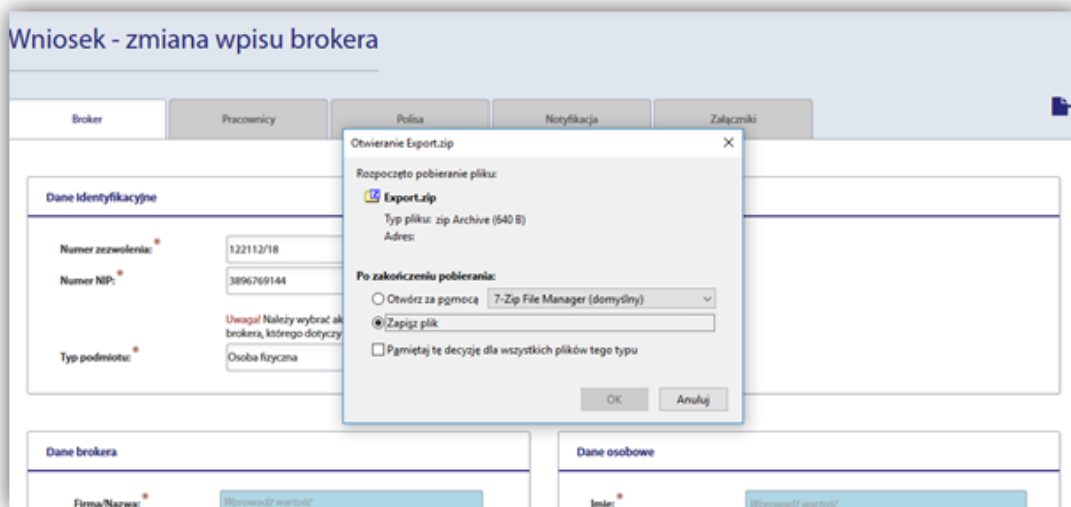 Wniosek - zmiana wpisu brokera
Broker
Pracownicy
Polisa
Notyfikacja
Załączniki
Otwieranie Export.zip
Rozpoczęto pobieranie pliku:
Export.zip
Typ pliku: zip Archive (640 B)
Adres:
Po zakończeniu pobierania:
Otwórz za pomocą 7-Zip File Manager (domyślny)
Zapisz plik
Pamiętaj tę decyzję dla wszystkich plików tego typu
OK
Anuluj
Dane Identyfikacyjne
Numer zezwolenia:* 122112/18
Numer NIP:* 3896769144
Uwaga! Należy wybrać ak
brokera, którego dotyczy
Typ podmiotu:* Osoba fizyczna
Dane brokera
Firma/Nazwa:* Wprowadź wartość
Dane osobowe
Imię:* Wprowadź wartość